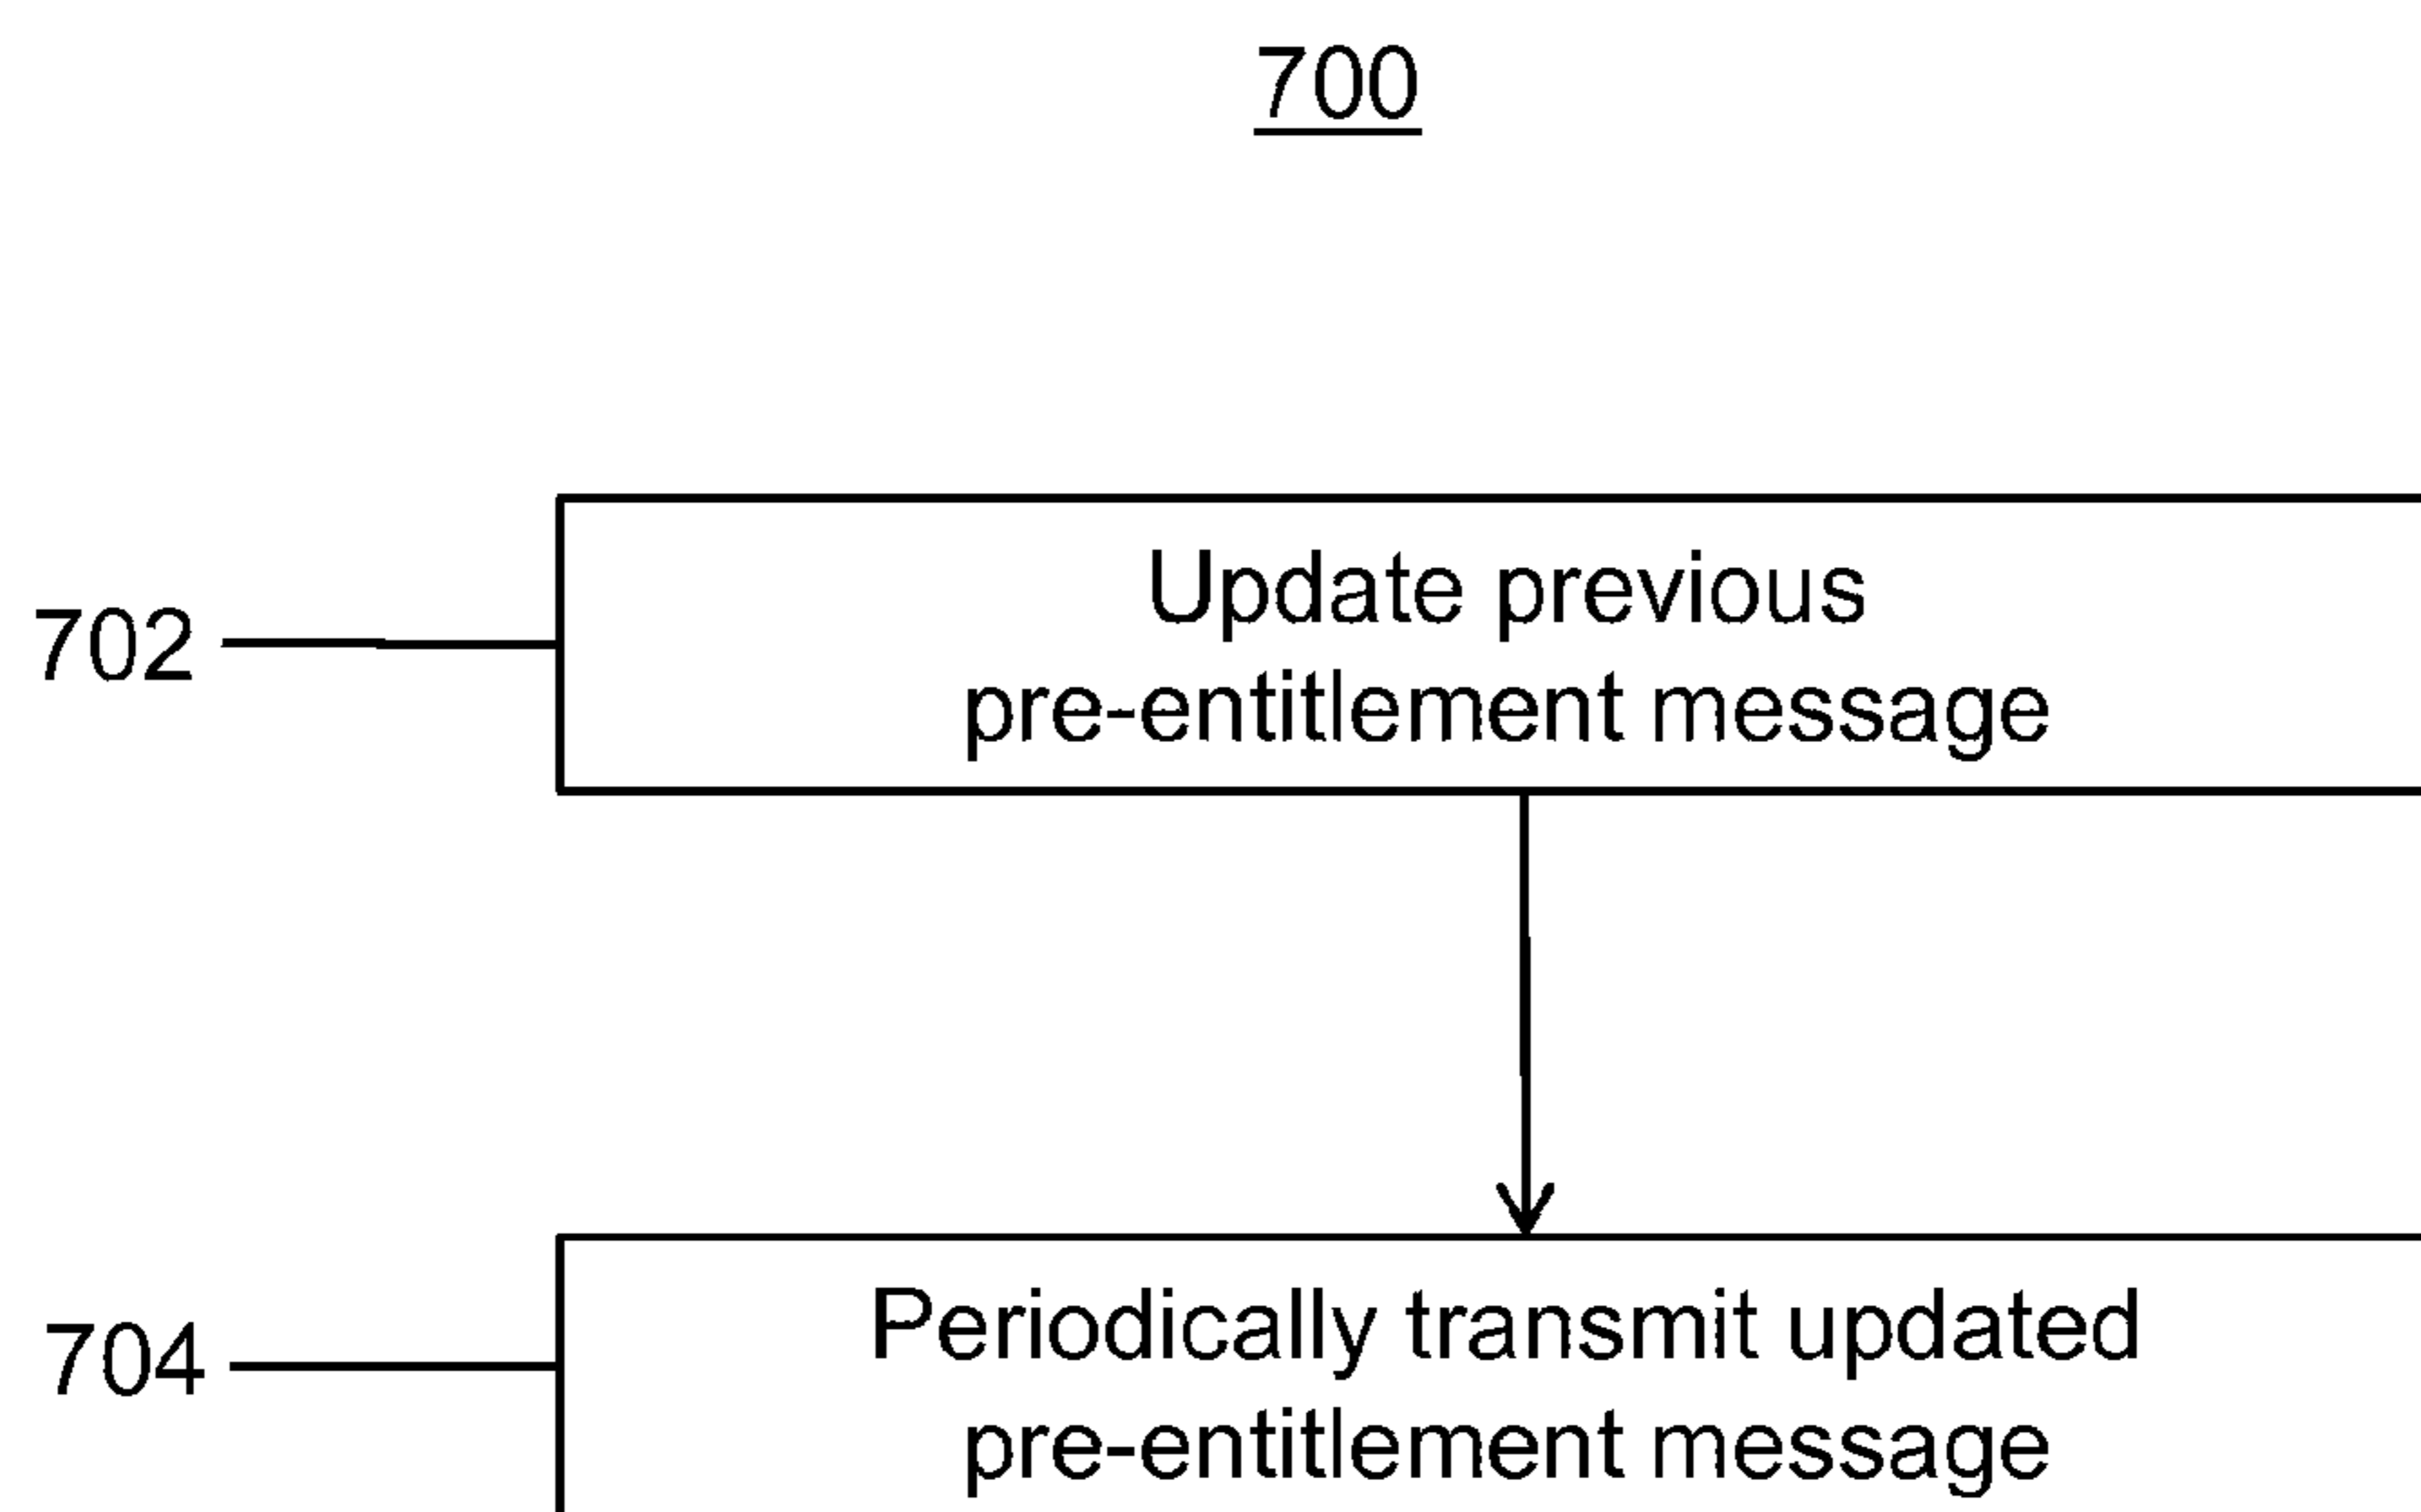 700
702
Update previous
pre-entitlement message
704
Periodically transmit updated
pre-entitlement message